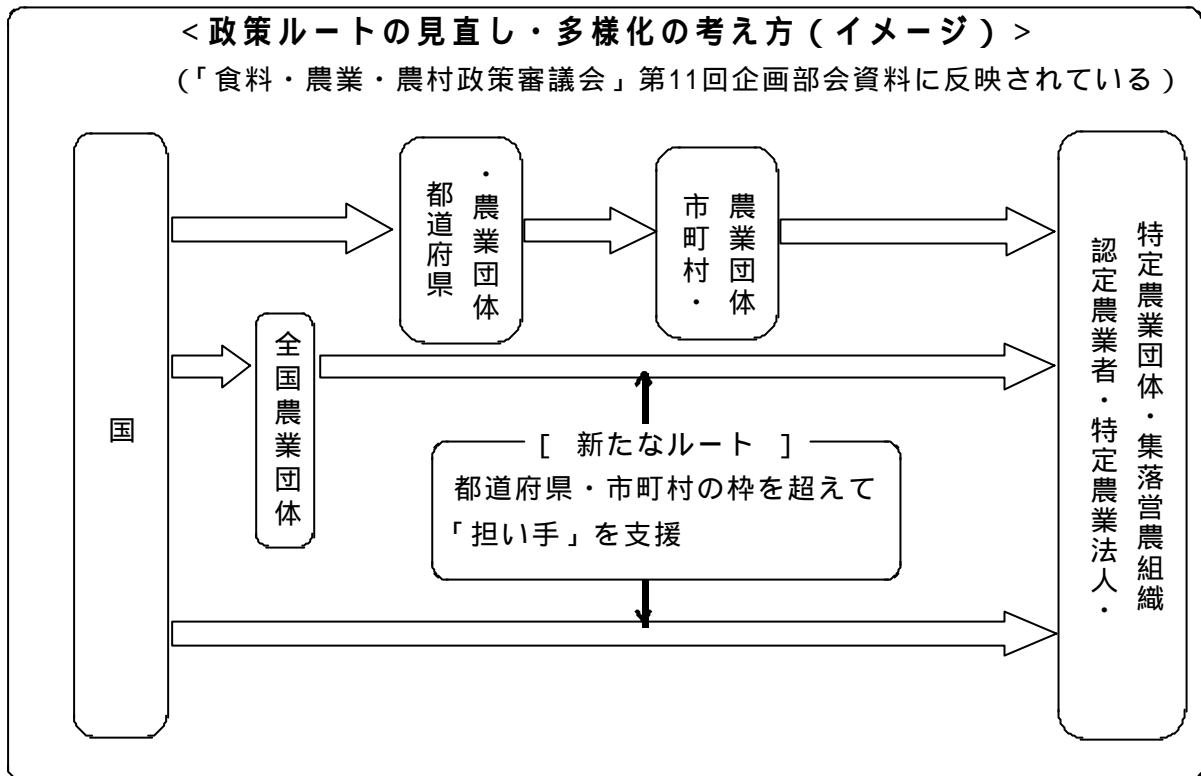 <政策ルートの見直し・多様化の考え方(イメージ)>
(「食料・農業・農村政策審議会」第11回企画部会資料に反映されている)
国
・農業団体
都道府県
農業団体
市町村・
全国農業団体
[ 新たなルート ]
都道府県・市町村の枠を超えて
「担い手」を支援
特定農業団体・集落営農組織
認定農業者・特定農業法人・